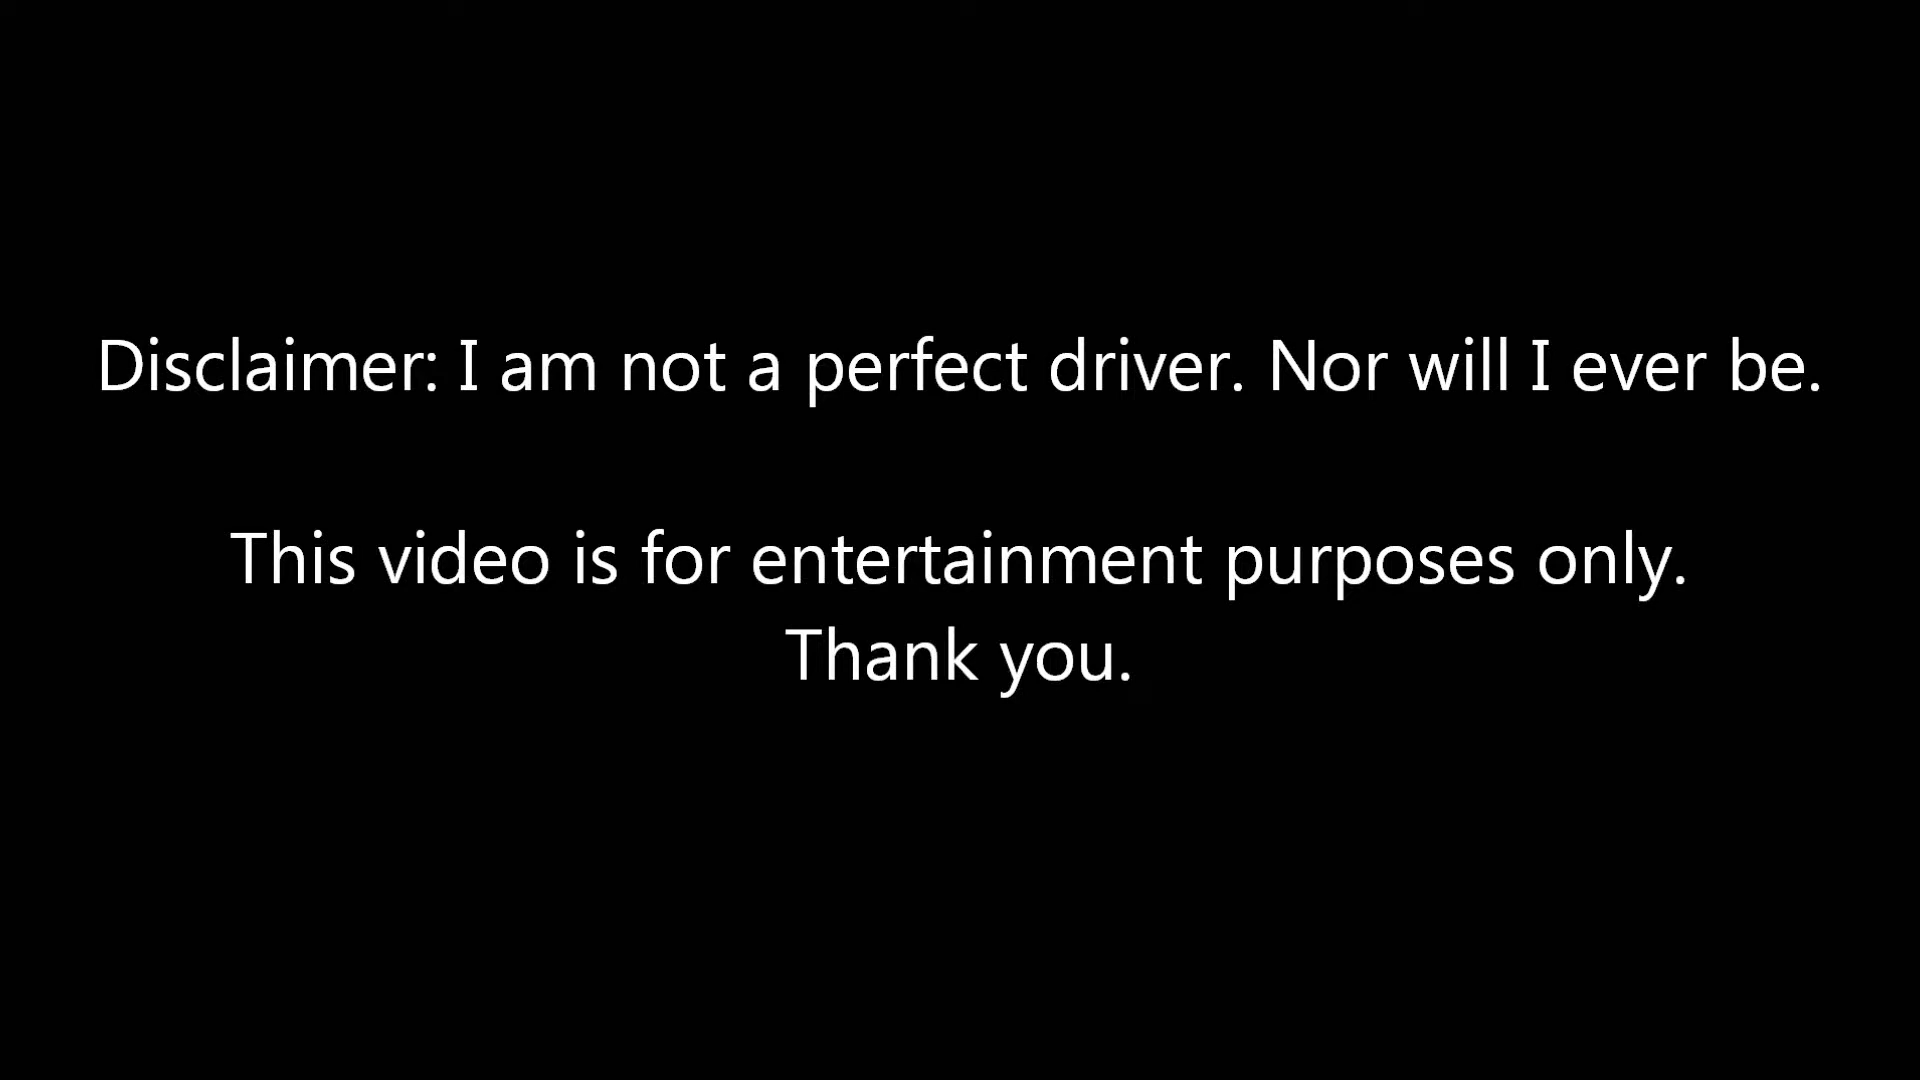 Disclaimer: I am not a perfect driver. Nor will I ever be.
This video is for entertainment purposes only.
Thank you.